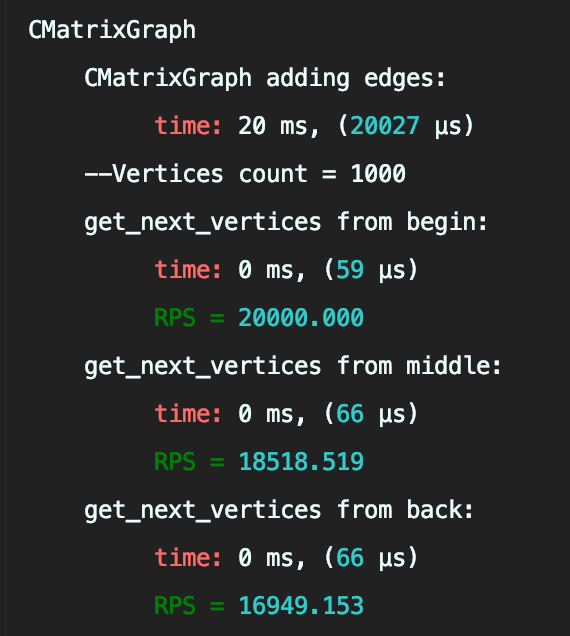 CMatrixGraph
CMatrixGraph adding edges:
time: 20 ms, (20027 µs)
--Vertices count = 1000
get_next_vertices from begin:
time: 0 ms, (59 µs)
RPS = 20000.000
get_next_vertices from middle:
time: 0 ms, (66 µs)
RPS = 18518.519
get_next_vertices from back:
time: 0 ms, (66 µs)
RPS = 16949.153